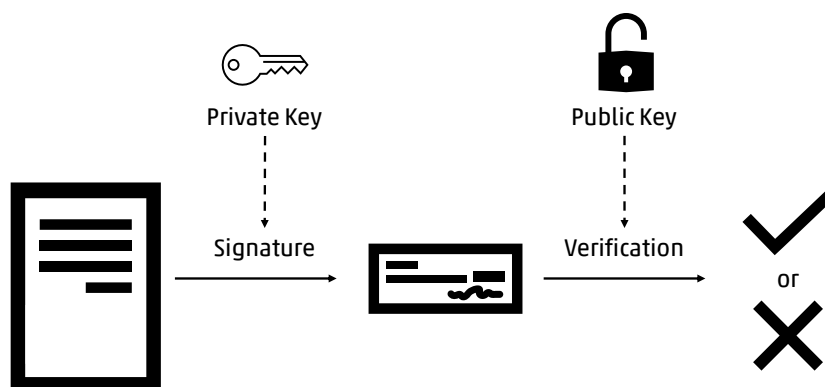 Private Key
Public Key
Signature
Verification
or